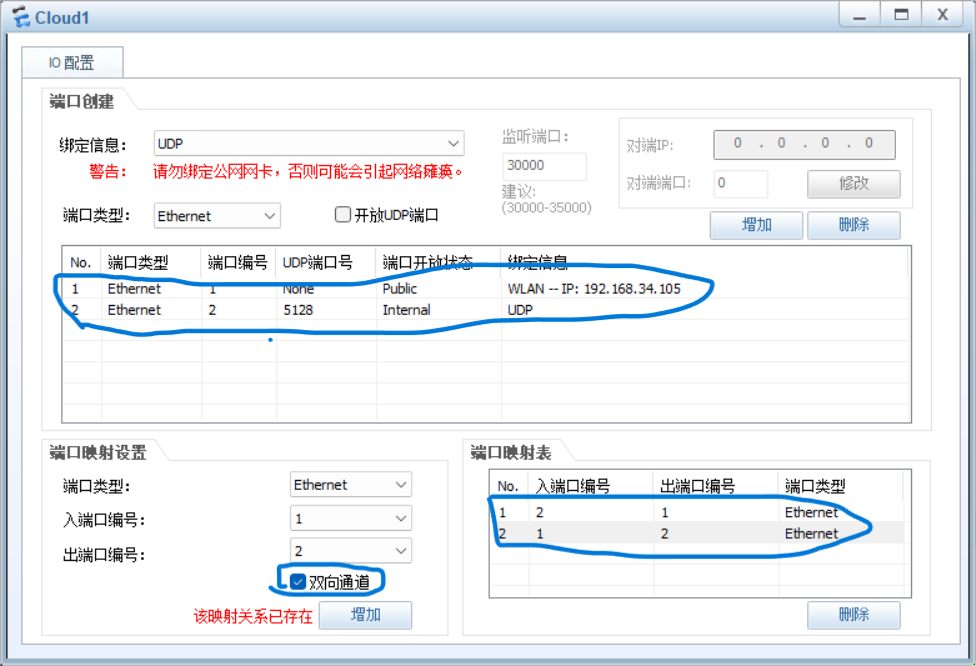 Cloud1
IO 配置
端口创建
绑定信息： UDP
警告： 请勿绑定公网网卡，否则可能会引起网络瘫痪。
端口类型： Ethernet 开放UDP端口
监听端口：
30000
建议:
(30000-35000)
对端IP: 0 . 0 . 0 . 0
对端端口: 0 修改
增加 删除
No. 端口类型 端口编号 UDP端口号 端口开放状态 绑定信息
1 Ethernet 1 None Public WLAN -- IP: 192.168.34.105
2 Ethernet 2 5128 Internal UDP
端口映射设置
端口类型: Ethernet
入端口编号: 1
出端口编号: 2
双向通道
该映射关系已存在 增加
端口映射表
No. 入端口编号 出端口编号 端口类型
1 2 1 Ethernet
2 1 2 Ethernet
删除